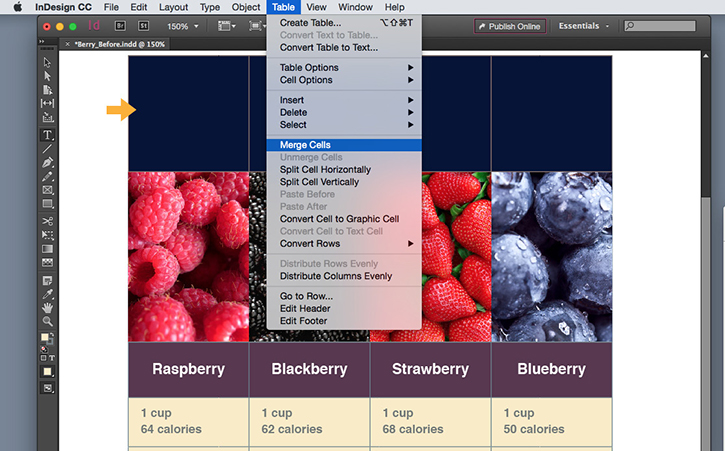 InDesign CC File Edit Layout Type Object Table View Window Help
Id Br St 150% Publish Online Essentials
× *Berry_Before.indd @ 150%
Create Table... ⌥⇧⌘T
Convert Text to Table...
Convert Table to Text...
Table Options
Cell Options
Insert
Delete
Select
Merge Cells
Unmerge Cells
Split Cell Horizontally
Split Cell Vertically
Paste Before
Paste After
Convert Cell to Graphic Cell
Convert Cell to Text Cell
Convert Rows
Distribute Rows Evenly
Distribute Columns Evenly
Go to Row...
Edit Header
Edit Footer
T
T
Raspberry Blackberry Strawberry Blueberry
1 cup 1 cup 1 cup 1 cup
64 calories 62 calories 68 calories 50 calories